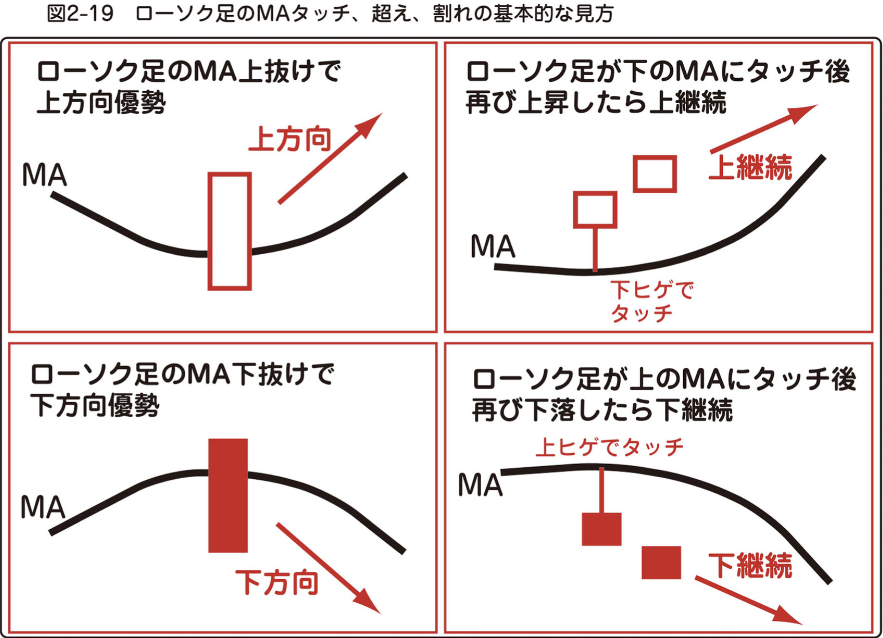 図2-19 ローソク足のMAタッチ、超え、割れの基本的な見方
ローソク足のMA上抜けで
上方向優勢
上方向
MA
ローソク足が下のMAにタッチ後
再び上昇したら上継続
上継続
MA
下ヒゲで
タッチ
ローソク足のMA下抜けで
下方向優勢
MA
下方向
ローソク足が上のMAにタッチ後
再び下落したら下継続
上ヒゲでタッチ
MA
下継続